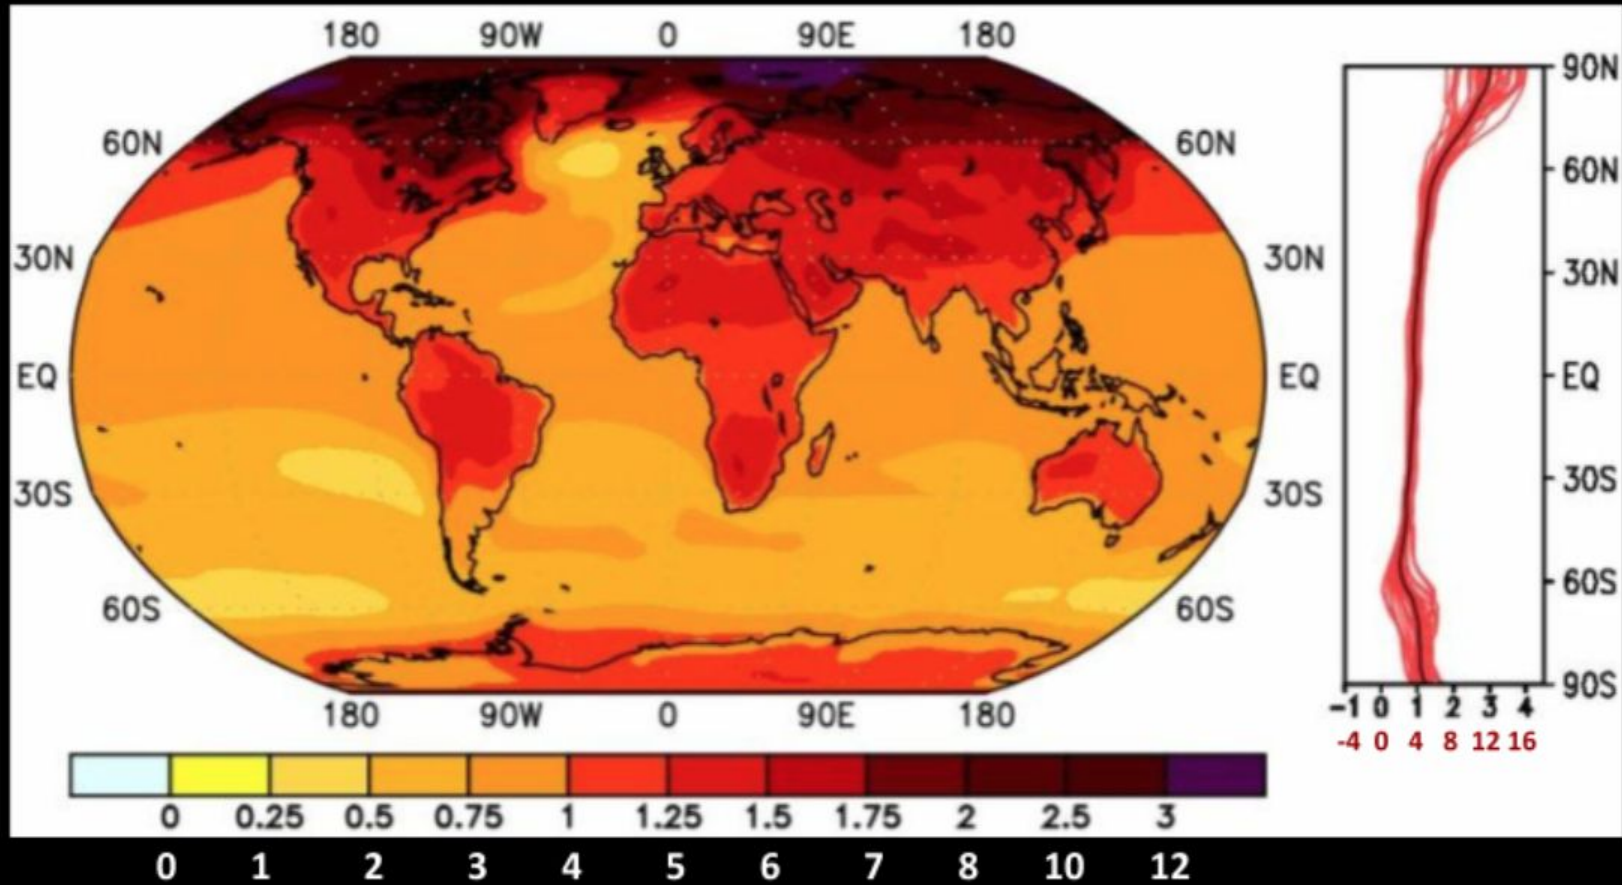 180 90W 0 90E 180
90N
60N 60N
60N
30N 30N
30N
EQ EQ EQ
30S
30S 30S
60S
60S 60S
90S
180 90W 0 90E 180
-1 0 1 2 3 4
-4 0 4 8 12 16
0 0.25 0.5 0.75 1 1.25 1.5 1.75 2 2.5 3
0 1 2 3 4 5 6 7 8 10 12